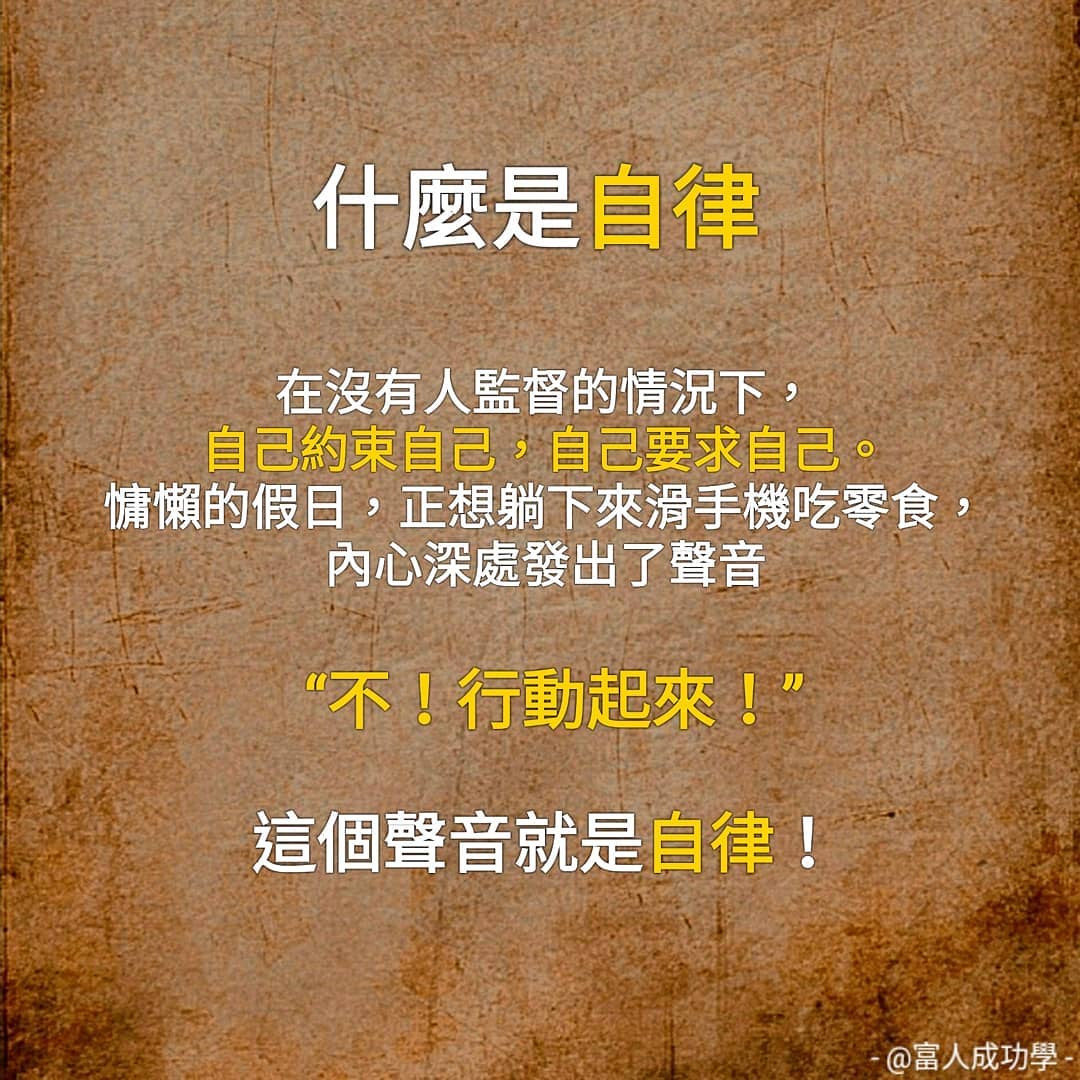 什麼是自律
在沒有人監督的情況下，
自己約束自己，自己要求自己。
慵懶的假日，正想躺下來滑手機吃零食，
內心深處發出了聲音
“不！行動起來！”
這個聲音就是自律！
- @富人成功學 -